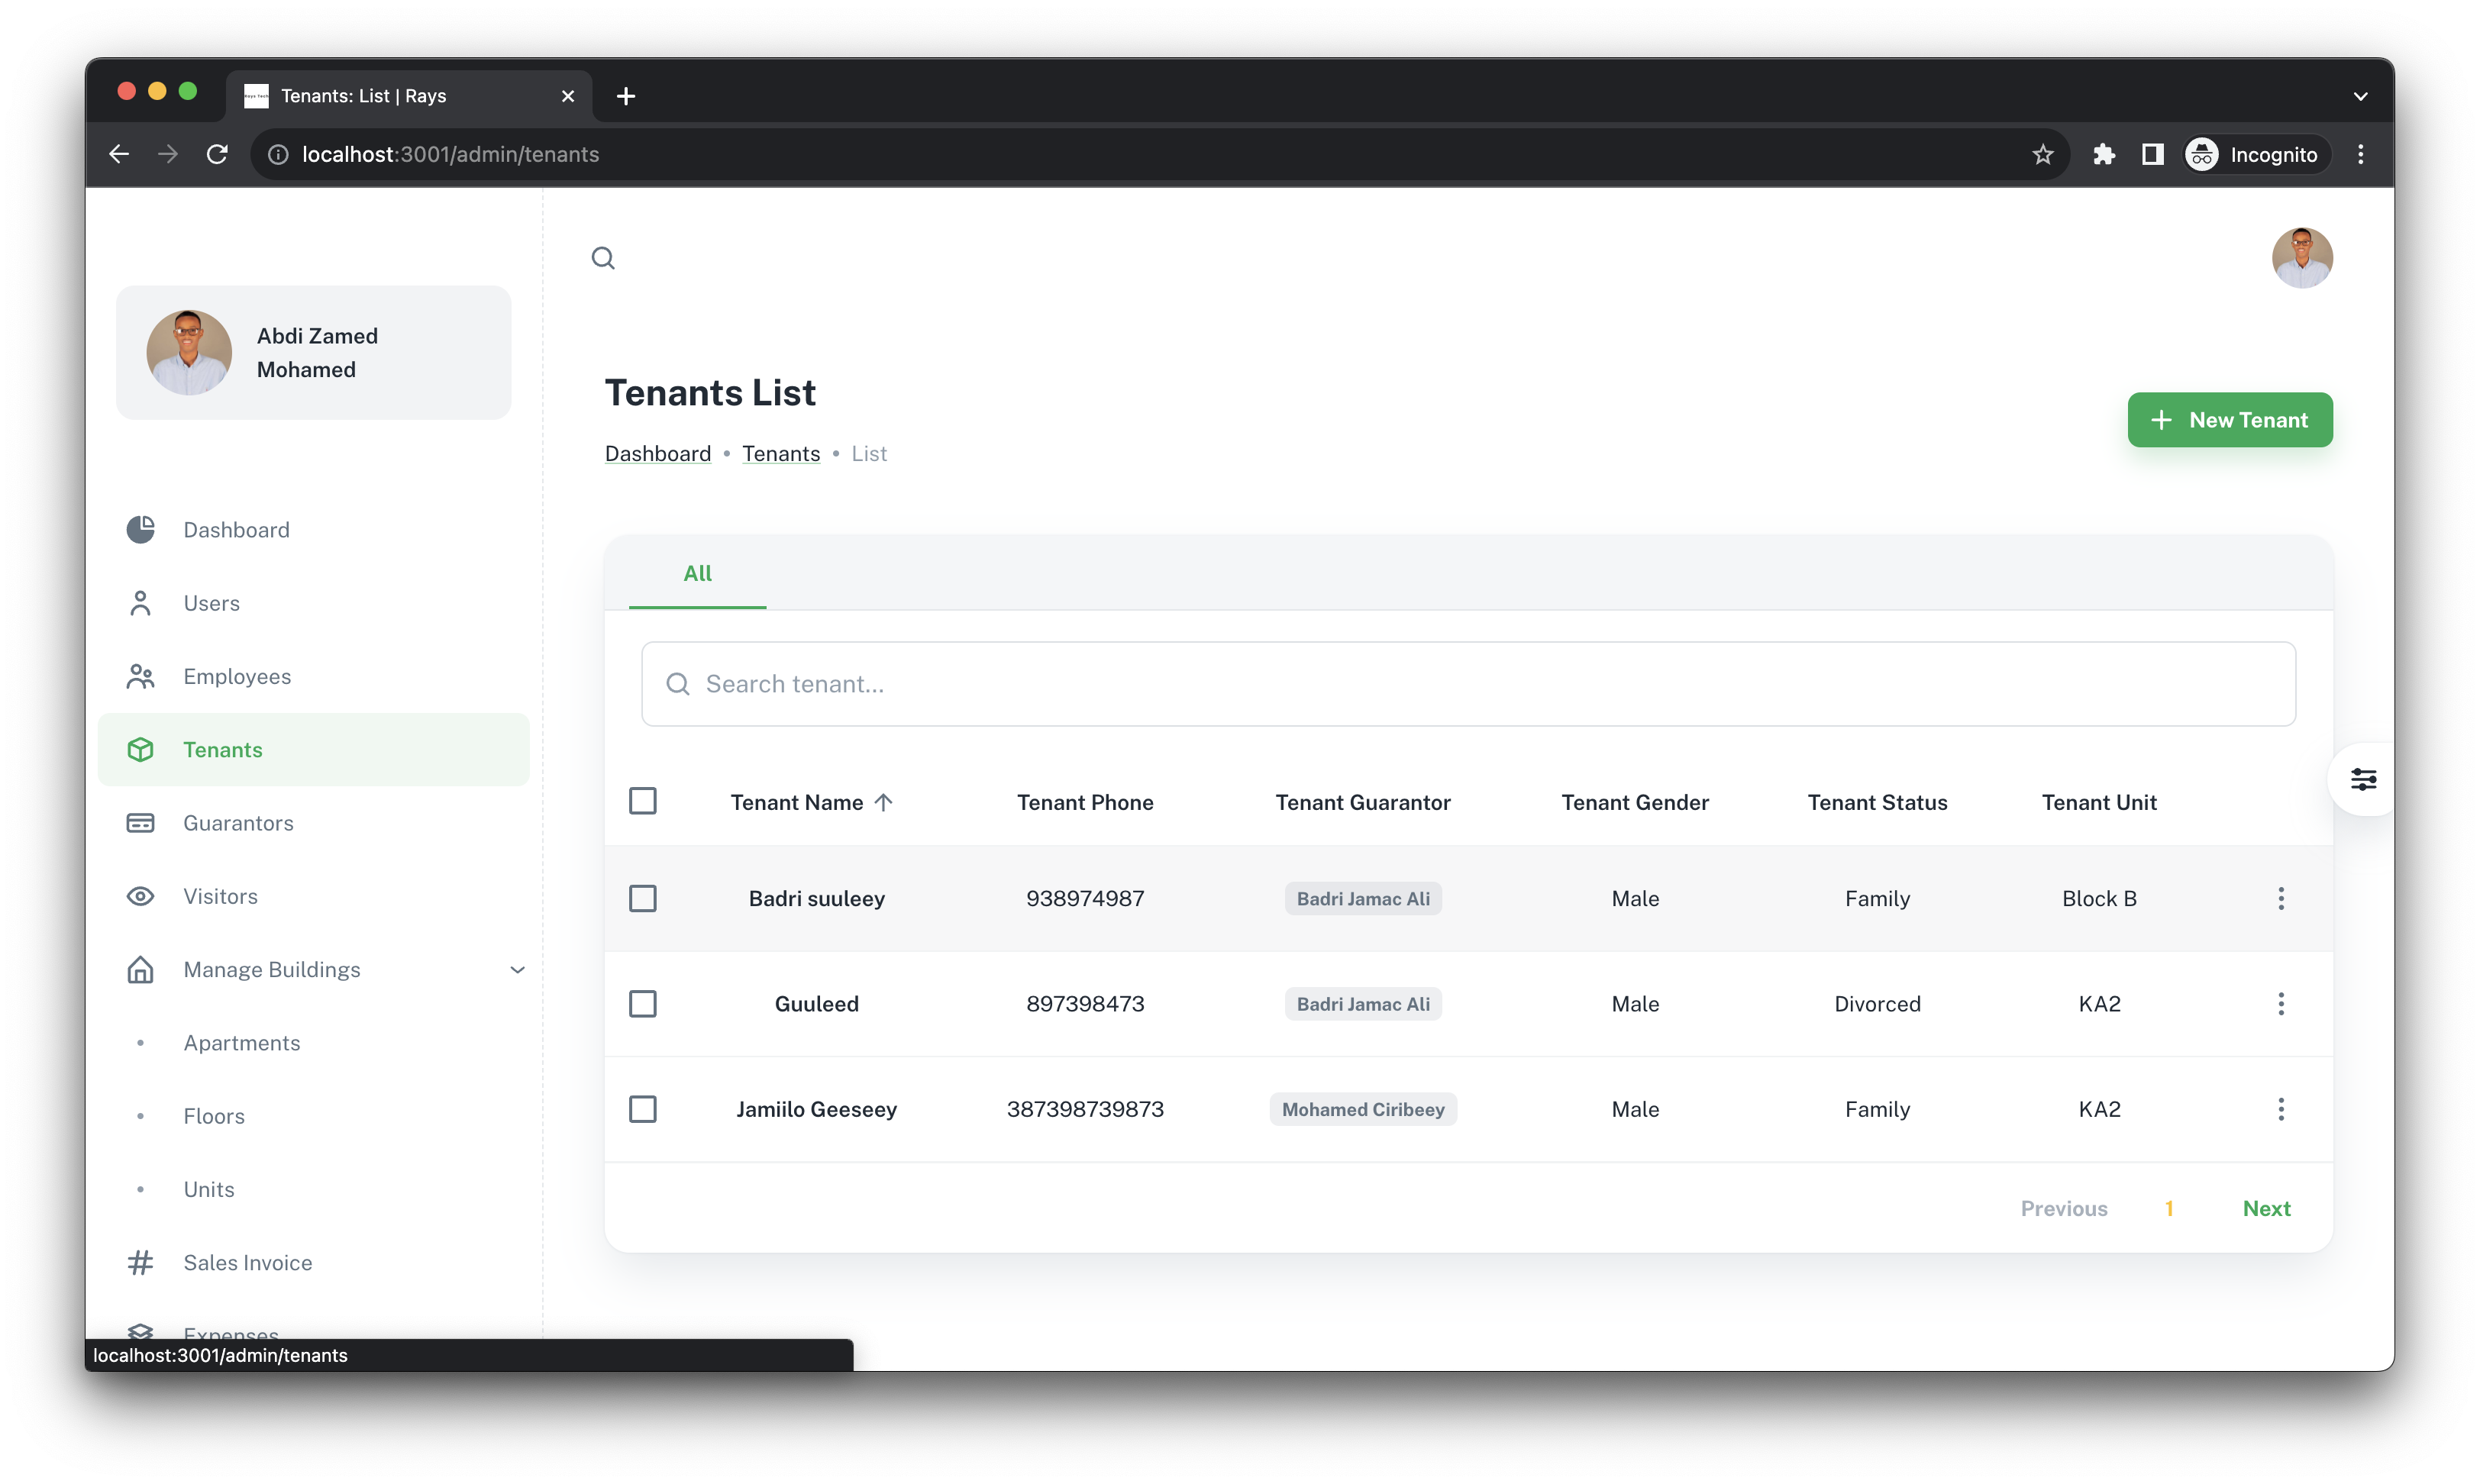 Tenants: List | Rays
localhost:3001/admin/tenants
Incognito
Abdi Zamed
Mohamed
Dashboard
Users
Employees
Tenants
Guarantors
Visitors
Manage Buildings
Apartments
Floors
Units
Sales Invoice
Expenses
localhost:3001/admin/tenants
Tenants List
Dashboard • Tenants • List
New Tenant
All
Search tenant...
Tenant Name Tenant Phone Tenant Guarantor Tenant Gender Tenant Status Tenant Unit
Badri suuleey 938974987 Badri Jamac Ali Male Family Block B
Guuleed 897398473 Badri Jamac Ali Male Divorced KA2
Jamiilo Geeseey 387398739873 Mohamed Ciribeey Male Family KA2
Previous 1 Next